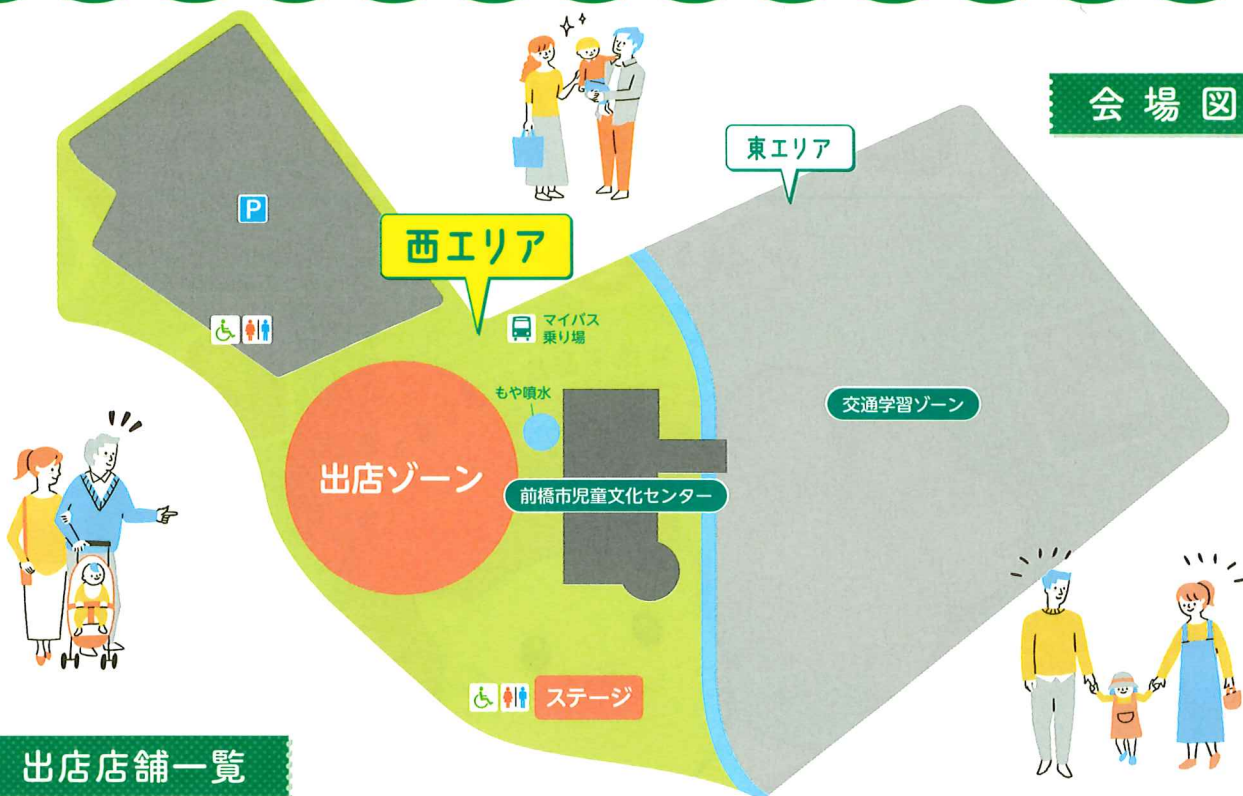 会場図
東エリア
P
西エリア
マイバス
乗り場
もや噴水
交通学習ゾーン
出店ゾーン
前橋市児童文化センター
ステージ
出店店舗一覧